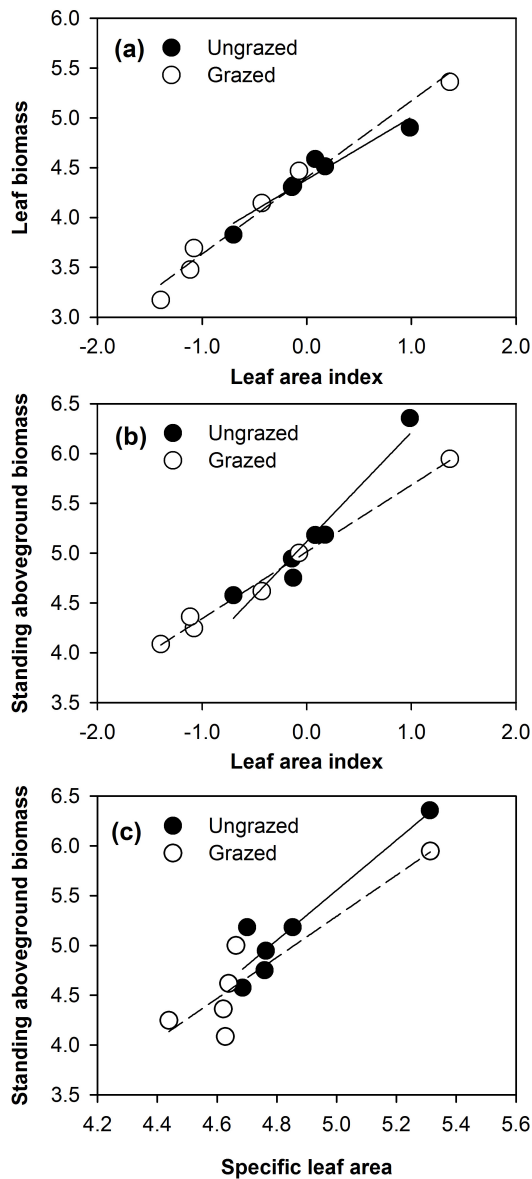 6.0
(a) Ungrazed
Grazed
5.5
5.0
4.5
4.0
3.5
3.0
Leaf biomass
-2.0 -1.0 0.0 1.0 2.0
Leaf area index
6.5
(b) Ungrazed
Grazed
6.0
5.5
5.0
4.5
4.0
3.5
Standing aboveground biomass
-2.0 -1.0 0.0 1.0 2.0
Leaf area index
6.5
(c) Ungrazed
Grazed
6.0
5.5
5.0
4.5
4.0
3.5
Standing aboveground biomass
4.2 4.4 4.6 4.8 5.0 5.2 5.4 5.6
Specific leaf area